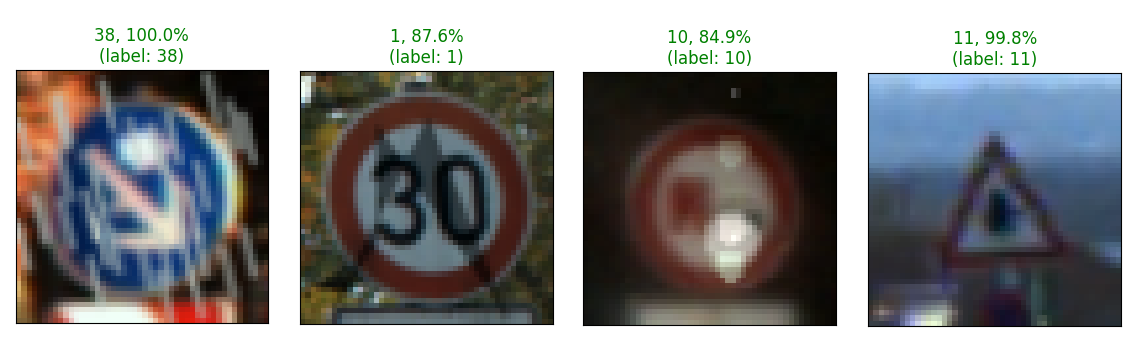 38, 100.0%
(label: 38)
1, 87.6%
(label: 1)
10, 84.9%
(label: 10)
11, 99.8%
(label: 11)
30